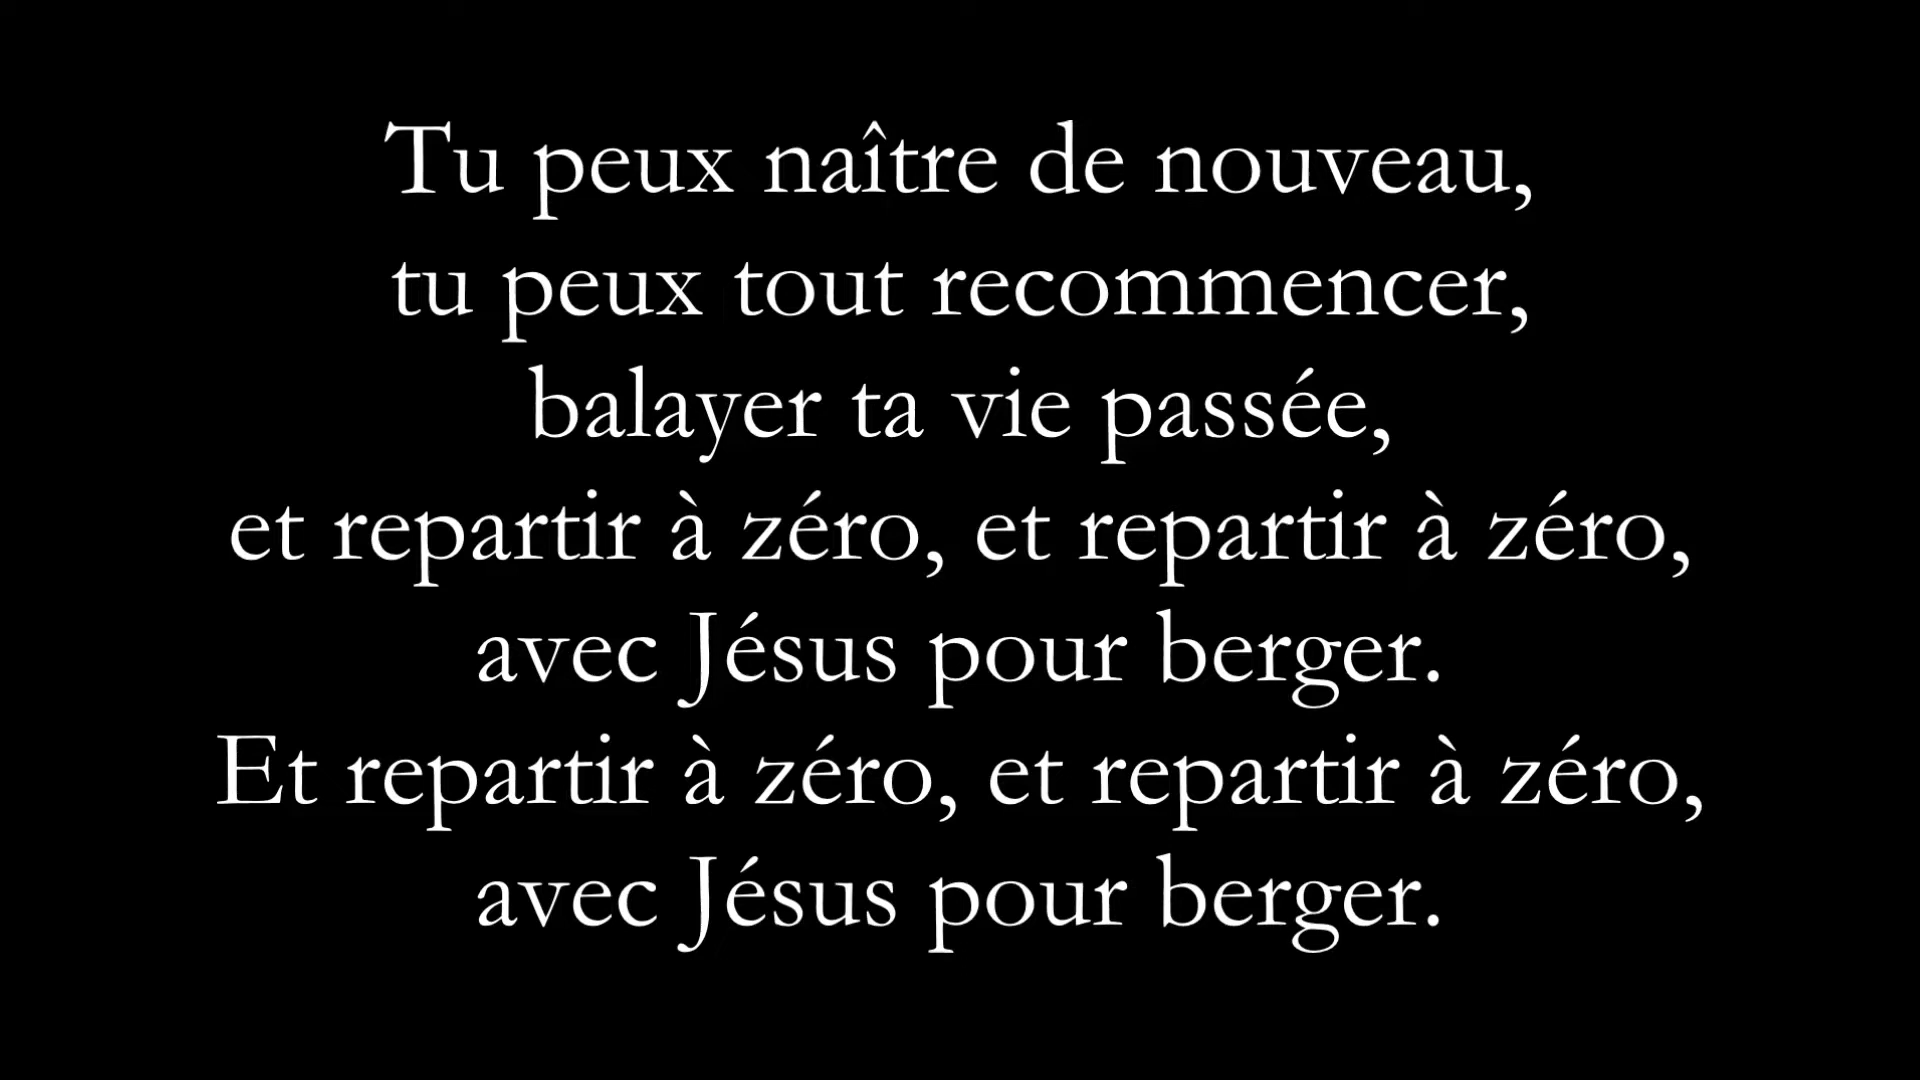 Tu peux naître de nouveau,
tu peux tout recommencer,
balayer ta vie passée,
et repartir à zéro, et repartir à zéro,
avec Jésus pour berger.
Et repartir à zéro, et repartir à zéro,
avec Jésus pour berger.